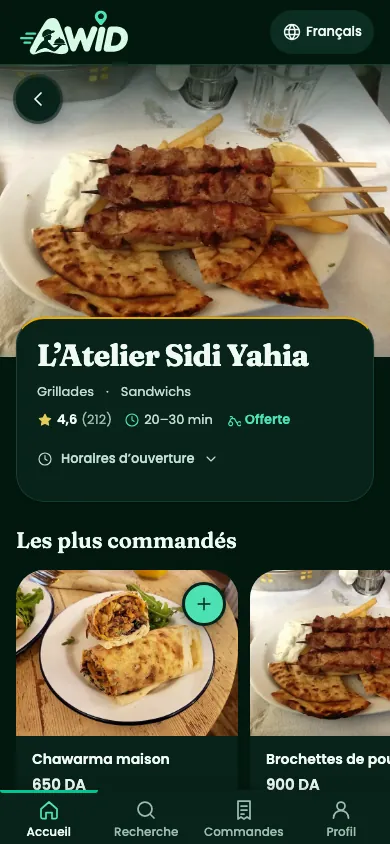 AWID
Français
L’Atelier Sidi Yahia
Grillades · Sandwichs
4,6 (212) 20–30 min Offerte
Horaires d’ouverture
Les plus commandés
Chawarma maison
650 DA
Brochettes de pou
900 DA
Accueil Recherche Commandes Profil